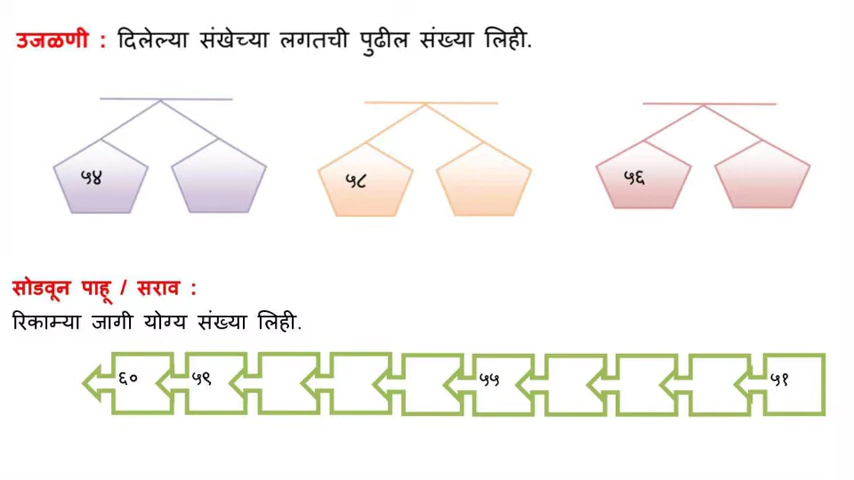 उजळणी : दिलेल्या संखेच्या लगतची पुढील संख्या लिही.
५४ ५८ ५६
सोडवून पाहू / सराव :
रिकाम्या जागी योग्य संख्या लिही.
६० ५९ ५५ ५१